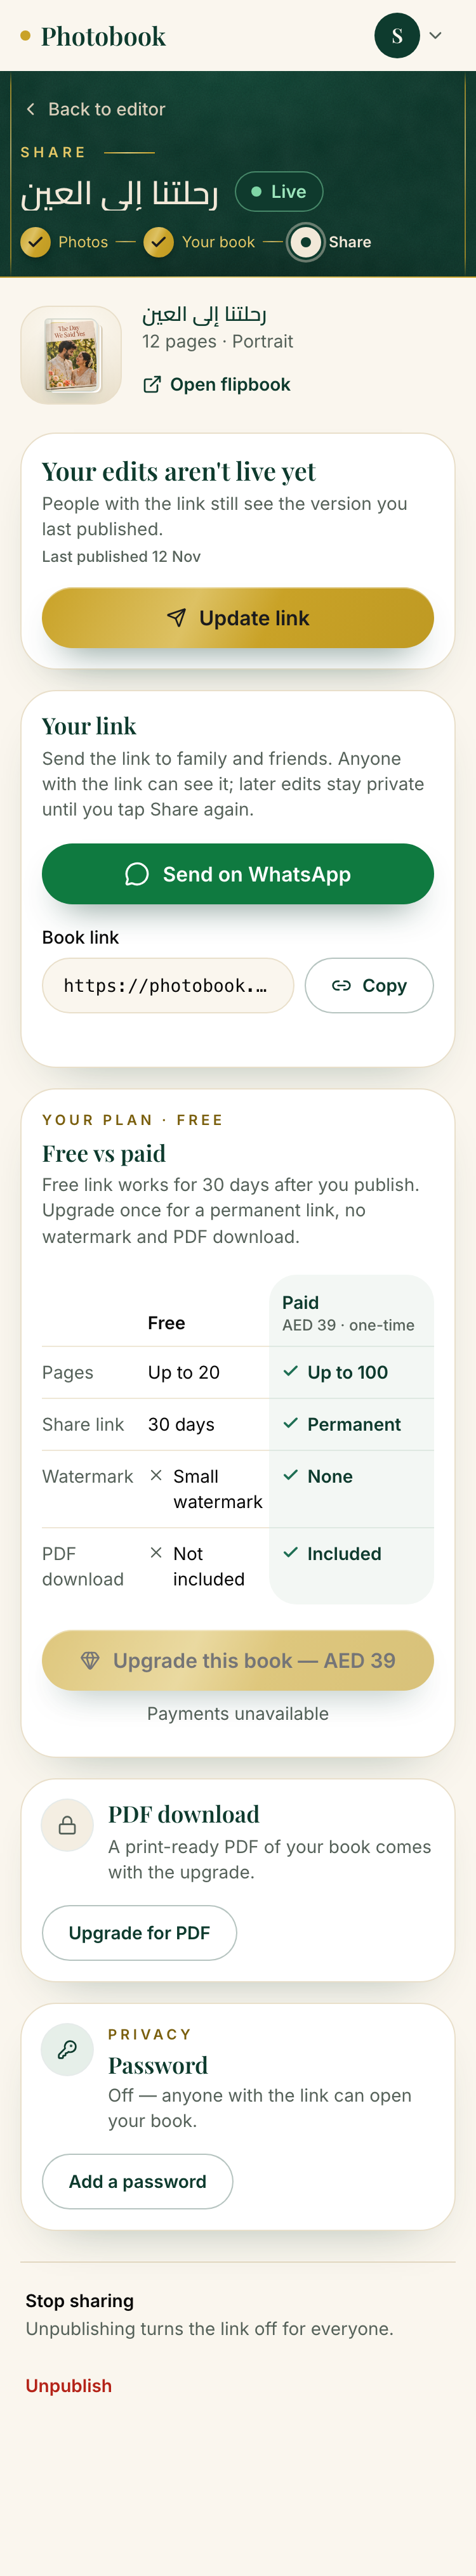 Photobook
S
Back to editor
SHARE
رحلتنا إلى العين
Live
Photos
Your book
Share
The Day
We Said Yes
رحلتنا إلى العين
12 pages · Portrait
Open flipbook
Your edits aren't live yet
People with the link still see the version you
last published.
Last published 12 Nov
Update link
Your link
Send the link to family and friends. Anyone
with the link can see it; later edits stay private
until you tap Share again.
Send on WhatsApp
Book link
https://photobook.…
Copy
YOUR PLAN · FREE
Free vs paid
Free link works for 30 days after you publish.
Upgrade once for a permanent link, no
watermark and PDF download.
Free
Paid
AED 39 · one-time
Pages
Up to 20
Up to 100
Share link
30 days
Permanent
Watermark
Small
watermark
None
PDF
download
Not
included
Included
Upgrade this book — AED 39
Payments unavailable
PDF download
A print-ready PDF of your book comes
with the upgrade.
Upgrade for PDF
PRIVACY
Password
Off — anyone with the link can open
your book.
Add a password
Stop sharing
Unpublishing turns the link off for everyone.
Unpublish